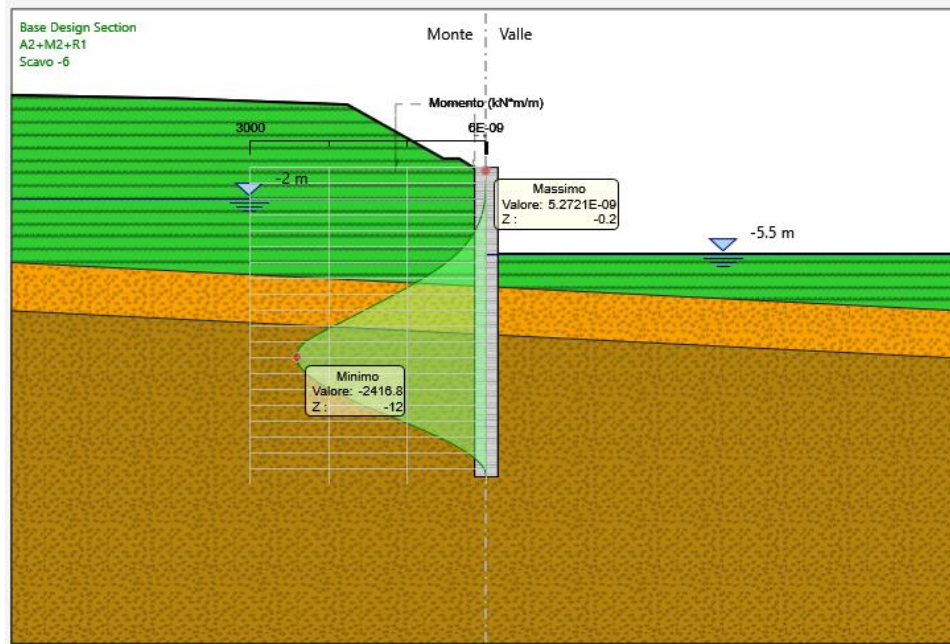 Base Design Section
A2+M2+R1
Scavo -6
Monte
Valle
Momento (kN*m/m)
3000
6E-09
-2 m
Massimo
Valore: 5.2721E-09
Z : -0.2
-5.5 m
Minimo
Valore: -2416.8
Z : -12